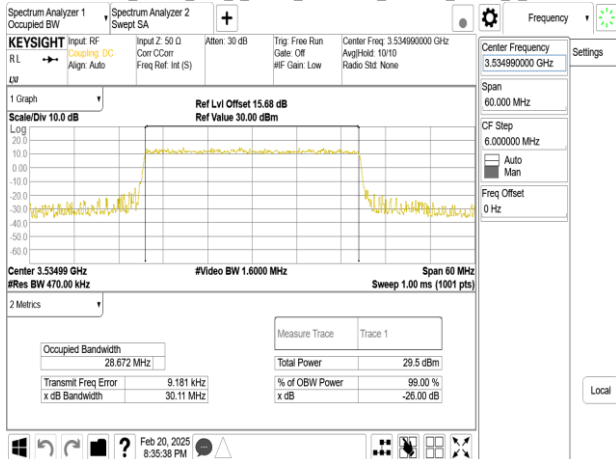 Spectrum Analyzer 1
Occupied BW
Spectrum Analyzer 2
Swept SA
+
Frequency
KEYSIGHT
RL
LXI
Input: RF
Coupling: DC
Align: Auto
Input Z: 50 Ω
Corr CCorr
Freq Ref: Int (S)
Atten: 30 dB
Trig: Free Run
Gate: Off
#IF Gain: Low
Center Freq: 3.534990000 GHz
Avg|Hold: 10/10
Radio Std: None
Center Frequency
3.534990000 GHz
Settings
Span
60.000 MHz
CF Step
6.000000 MHz
Auto
Man
Freq Offset
0 Hz
Local
1 Graph
Scale/Div 10.0 dB
Ref Lvl Offset 15.68 dB
Ref Value 30.00 dBm
Log
20.0
10.0
0.00
-10.0
-20.0
-30.0
-40.0
-50.0
-60.0
Center 3.53499 GHz
#Video BW 1.6000 MHz
Span 60 MHz
#Res BW 470.00 kHz
Sweep 1.00 ms (1001 pts)
2 Metrics
Measure Trace Trace 1
Occupied Bandwidth
28.672 MHz
Total Power 29.5 dBm
Transmit Freq Error 9.181 kHz
% of OBW Power 99.00 %
x dB Bandwidth 30.11 MHz
x dB -26.00 dB
?
Feb 20, 2025
8:35:38 PM